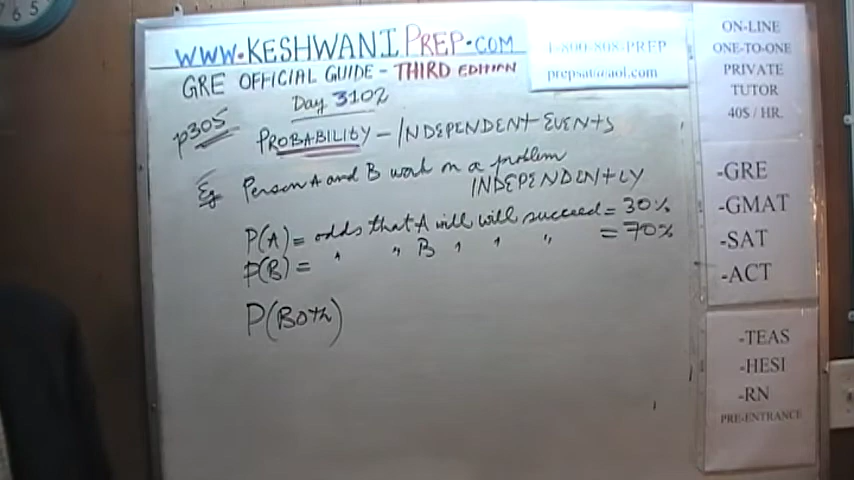 7 6 5
WWW.KESHWANIPREP.COM
1-800-808-PREP
prepsat@aol.com
GRE OFFICIAL GUIDE - THIRD EDITION
Day 3102
p305
PROBABILITY - INDEPENDENT EVENTS
Eg Person A and B work on a problem
INDEPENDENTLY
P(A) = odds that A will will succeed = 30%
P(B) = " " B " " " = 70%
P(BOTH)
ON-LINE
ONE-TO-ONE
PRIVATE
TUTOR
40$ / HR.
-GRE
-GMAT
-SAT
-ACT
-TEAS
-HESI
-RN
PRE-ENTRANCE